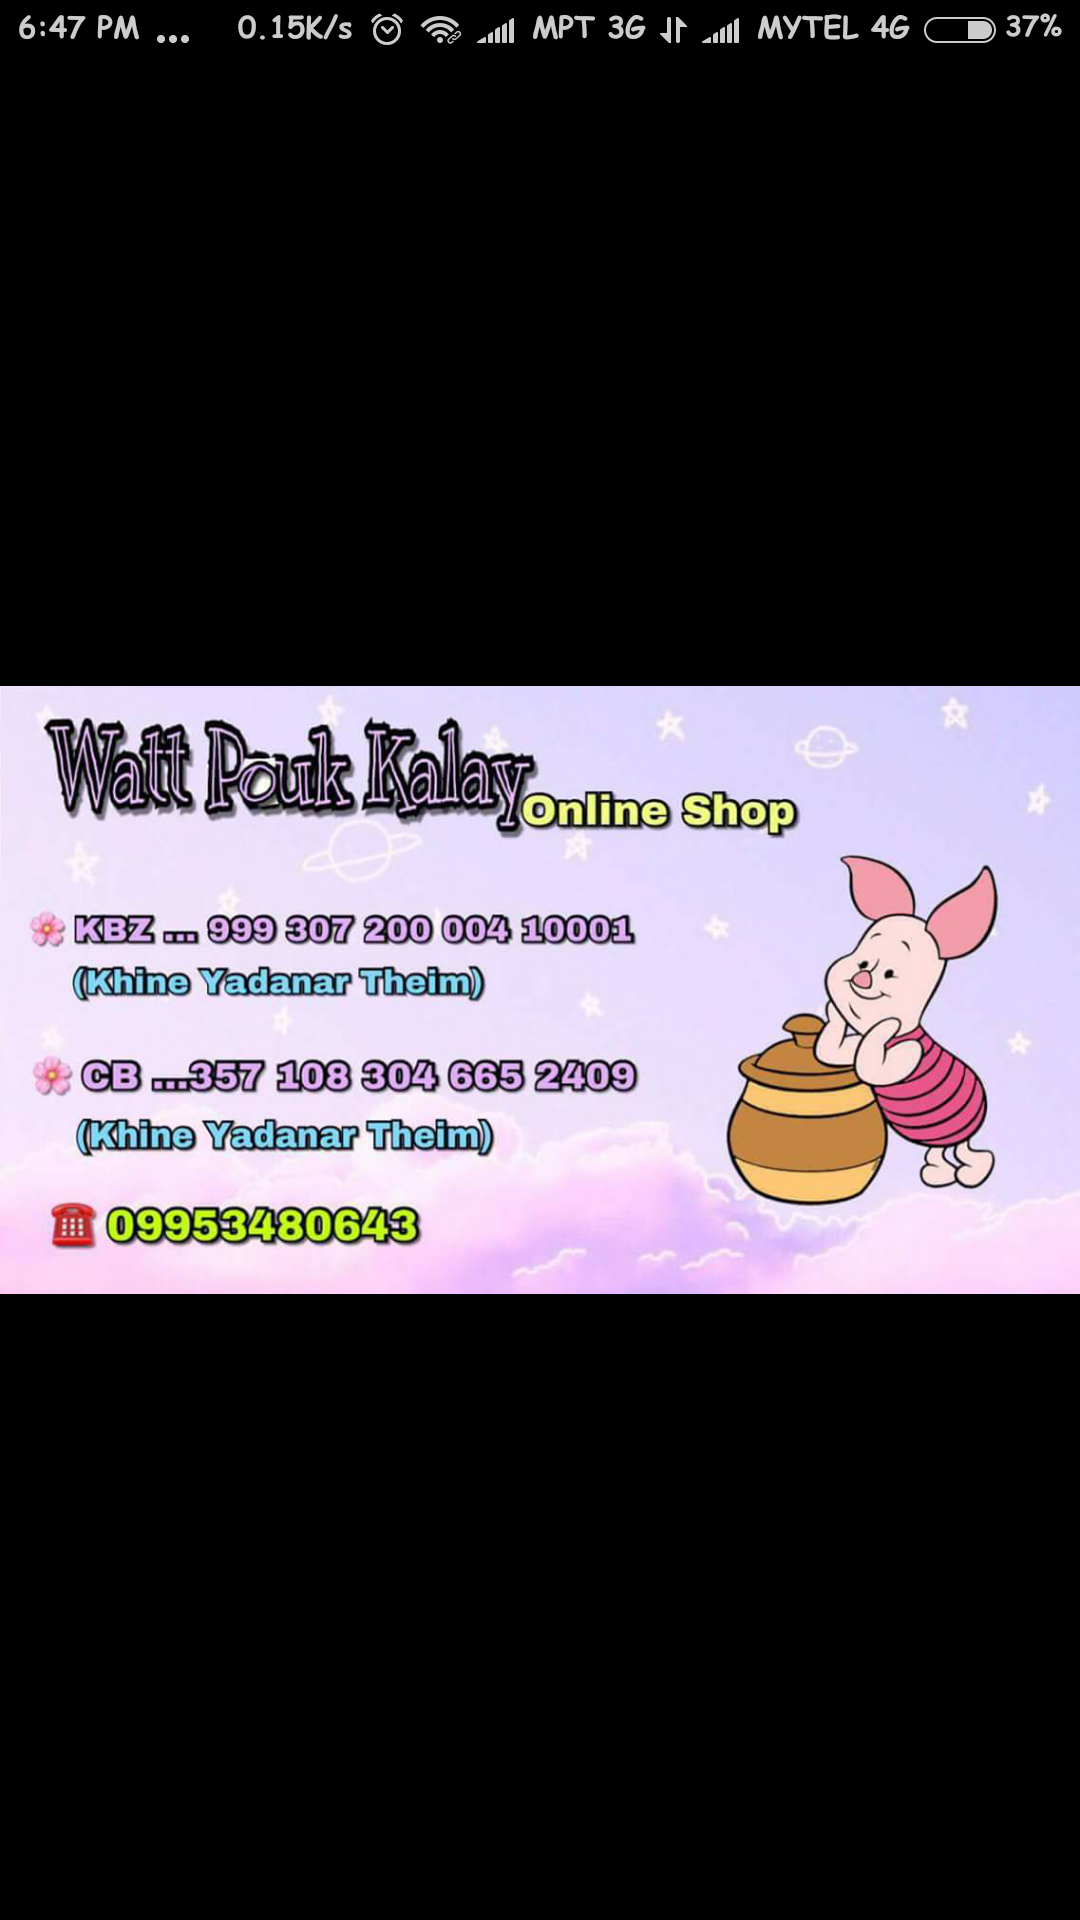 6:47 PM ... 0.15K/s MPT 3G MYTEL 4G 37%
Watt Pouk Kalay Online Shop
KBZ ... 999 307 200 004 10001
(Khine Yadanar Theim)
CB ....357 108 304 665 2409
(Khine Yadanar Theim)
09953480643